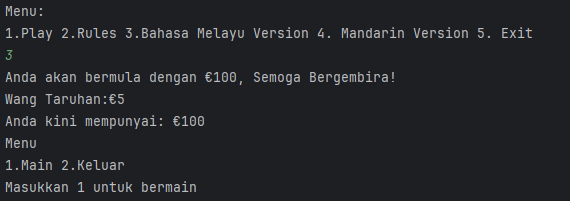 Menu:
1.Play 2.Rules 3.Bahasa Melayu Version 4. Mandarin Version 5. Exit
3
Anda akan bermula dengan €100, Semoga Bergembira!
Wang Taruhan:€5
Anda kini mempunyai: €100
Menu
1.Main 2.Keluar
Masukkan 1 untuk bermain